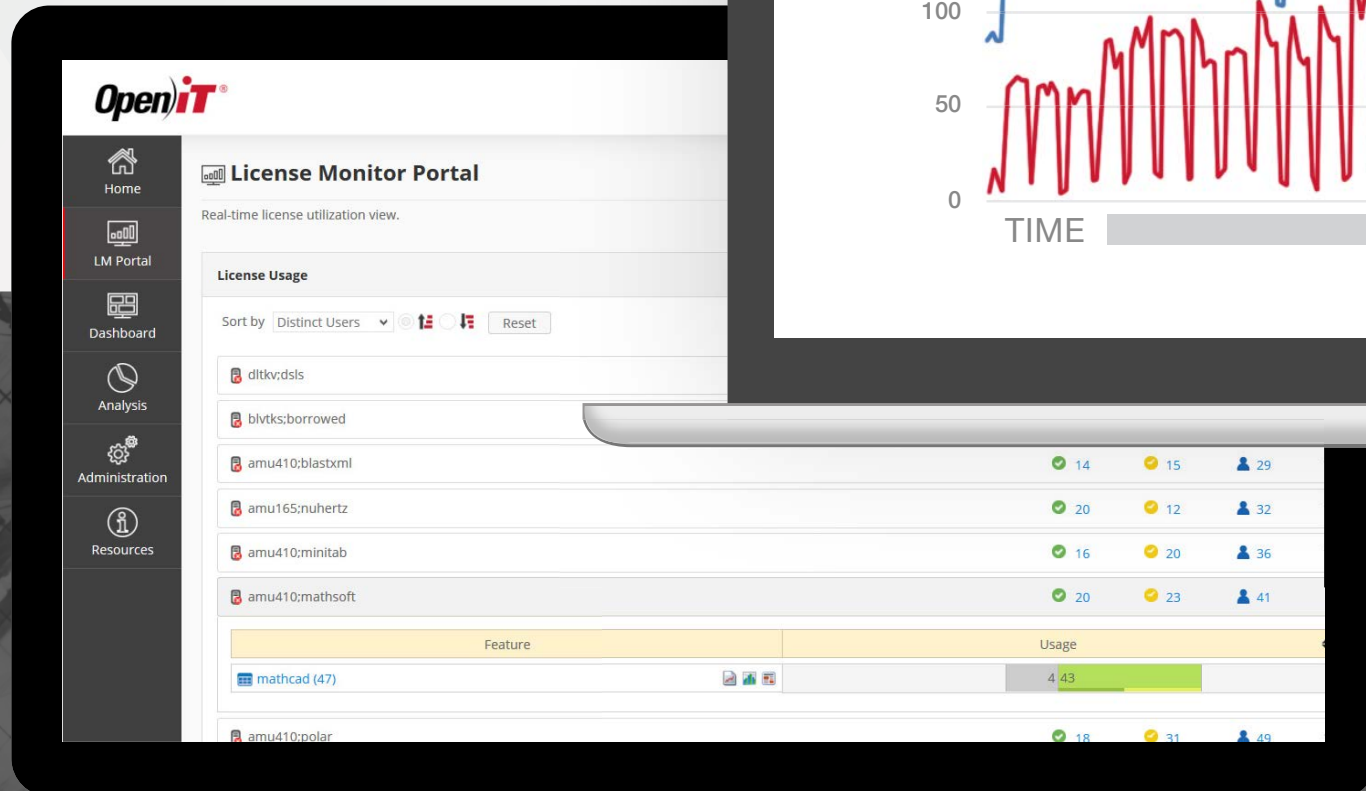 100
50
0
TIME
OpeniT®
Home
LM Portal
Dashboard
Analysis
Administration
Resources
License Monitor Portal
Real-time license utilization view.
License Usage
Sort by Distinct Users Reset
dltkv;dsls
blvtks;borrowed
amu410;blastxml 14 15 29
amu165;nuhertz 20 12 32
amu410;minitab 16 20 36
amu410;mathsoft 20 23 41
Feature Usage
mathcad (47) 4 43
amu410;polar 18 31 49